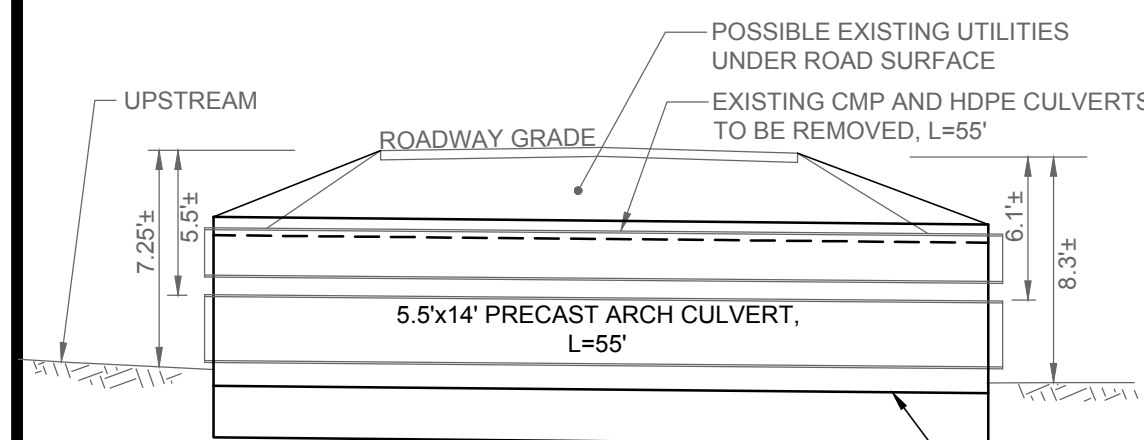 POSSIBLE EXISTING UTILITIES
UNDER ROAD SURFACE
UPSTREAM
EXISTING CMP AND HDPE CULVERTS
TO BE REMOVED, L=55'
ROADWAY GRADE
7.25'±
5.5'±
6.1'±
8.3'±
5.5'x14' PRECAST ARCH CULVERT,
L=55'